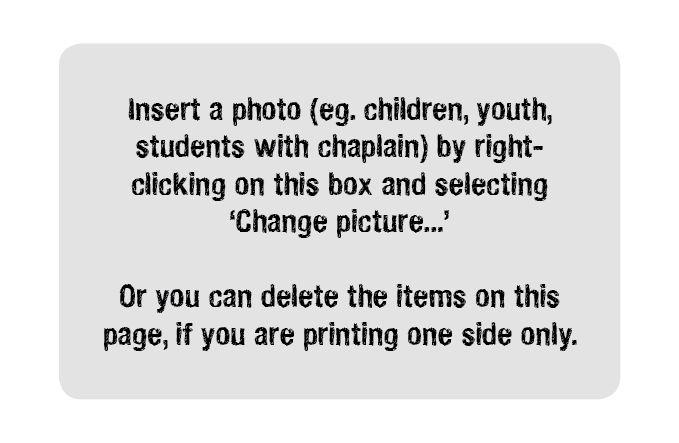 Insert a photo (eg. children, youth,
students with chaplain) by right-
clicking on this box and selecting
‘Change picture...’
Or you can delete the items on this
page, if you are printing one side only.